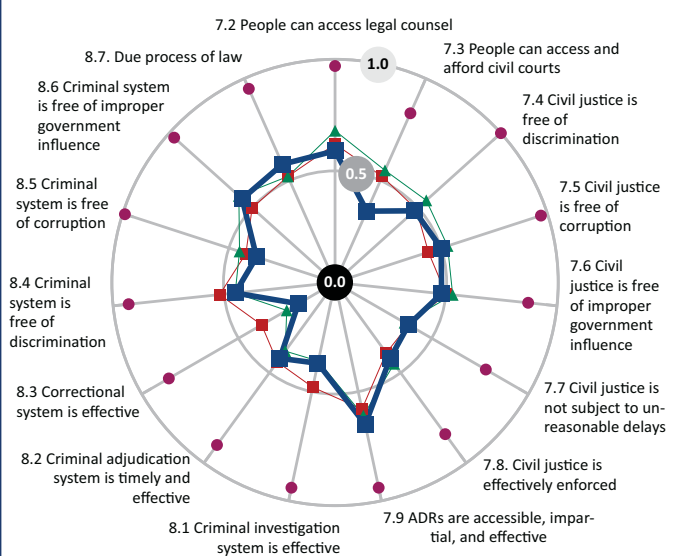 7.2 People can access legal counsel
7.3 People can access and
afford civil courts
7.4 Civil justice is
free of
discrimination
7.5 Civil justice
is free of
corruption
7.6 Civil
justice is free
of improper
government
influence
7.7 Civil justice is
not subject to un-
reasonable delays
7.8. Civil justice is
effectively enforced
7.9 ADRs are accessible, impar-
tial, and effective
8.1 Criminal investigation
system is effective
8.2 Criminal adjudication
system is timely and
effective
8.3 Correctional
system is effective
8.4 Criminal
system is
free of
discrimination
8.5 Criminal
system is free
of corruption
8.6 Criminal system
is free of improper
government
influence
8.7. Due process of law
1.0
0.5
0.0